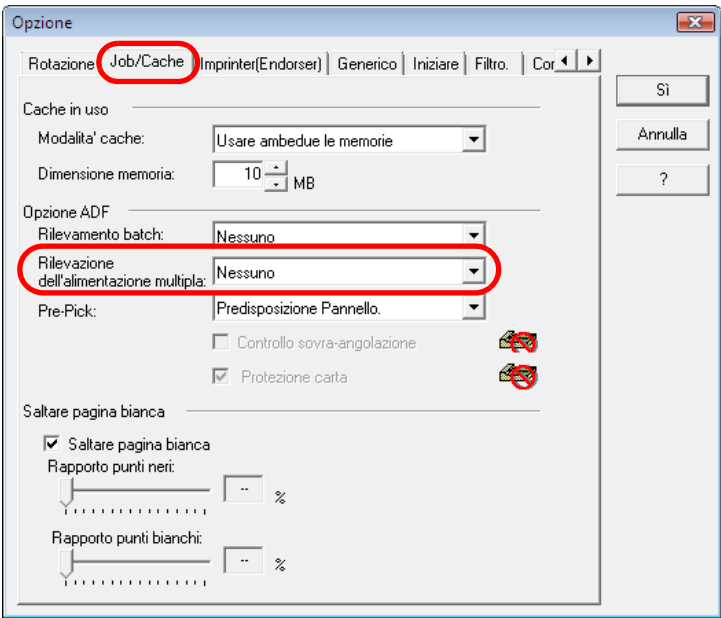 Opzione
Rotazione Job/Cache Imprinter(Endorser) Generico Iniziare Filtro. Cor
Sì
Annulla
?
Cache in uso
Modalita' cache: Usare ambedue le memorie
Dimensione memoria: 10 MB
Opzione ADF
Rilevamento batch: Nessuno
Rilevazione
dell'alimentazione multipla: Nessuno
Pre-Pick: Predisposizione Pannello.
Controllo sovra-angolazione
Protezione carta
Saltare pagina bianca
Saltare pagina bianca
Rapporto punti neri:
-- %
Rapporto punti bianchi:
-- %